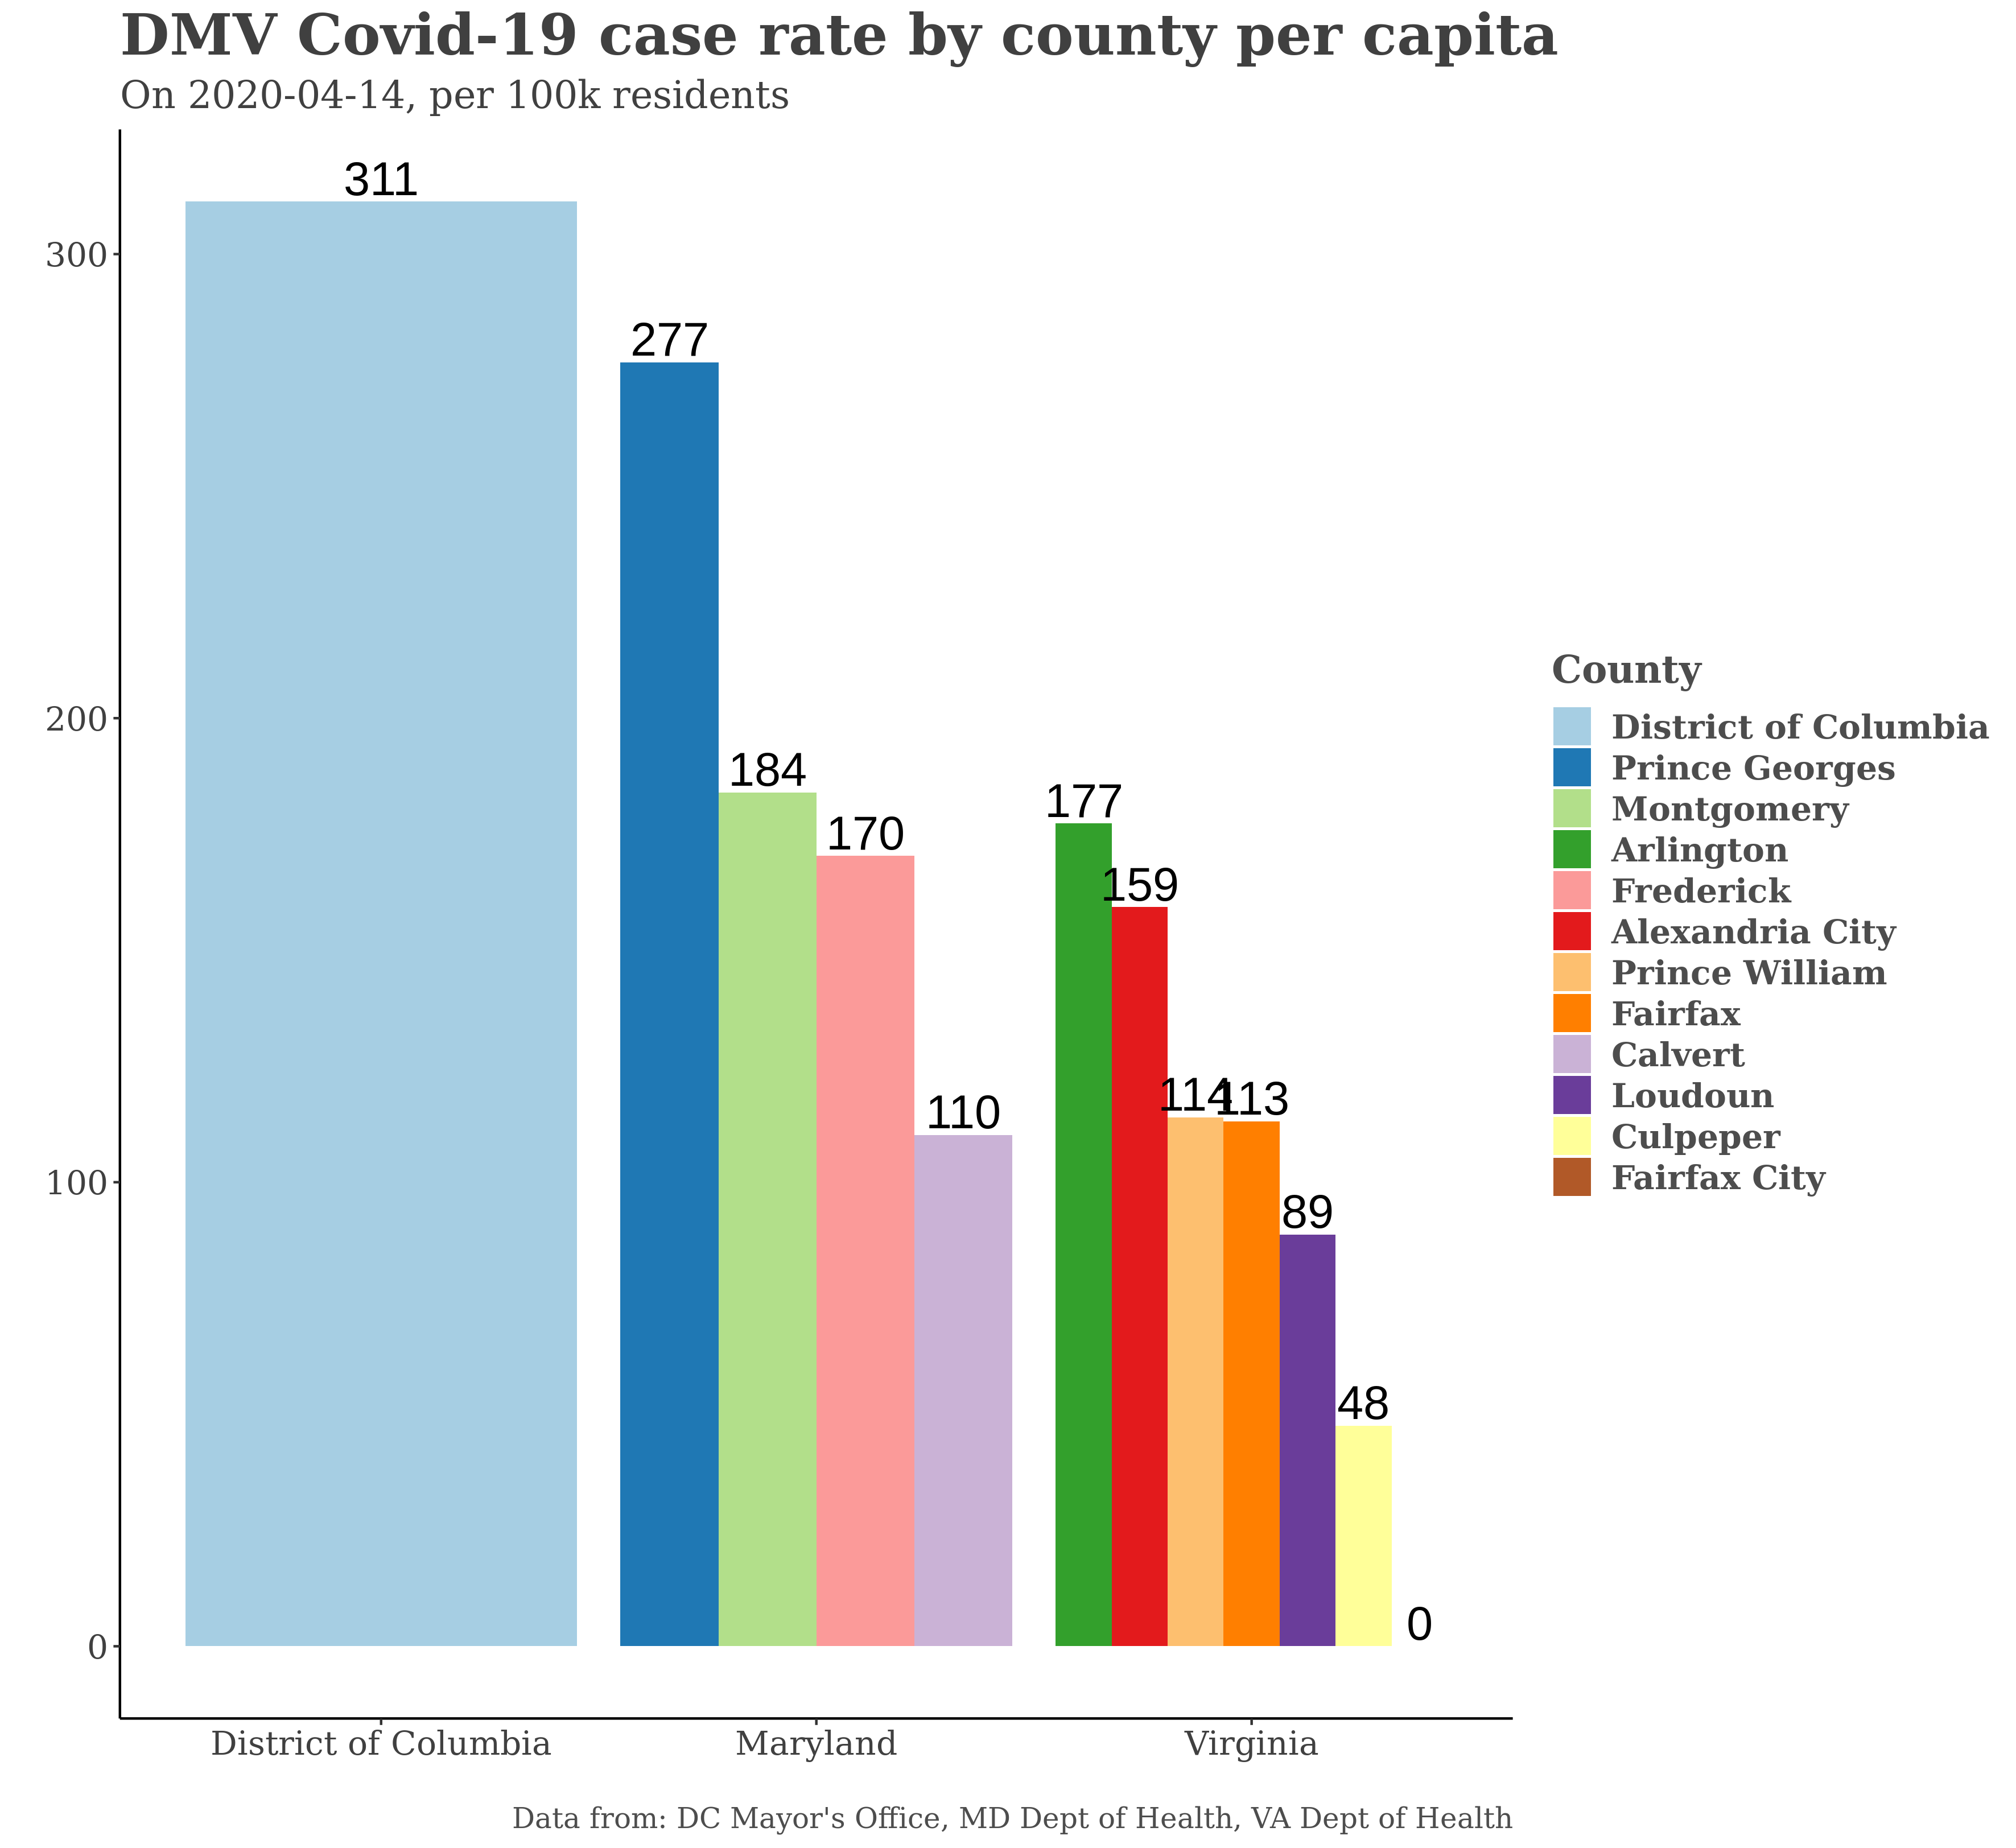 DMV Covid-19 case rate by county per capita
On 2020-04-14, per 100k residents
311
300
277
200
184
177
170
159
114
113
110
100
89
48
0
0
County
District of Columbia
Prince Georges
Montgomery
Arlington
Frederick
Alexandria City
Prince William
Fairfax
Calvert
Loudoun
Culpeper
Fairfax City
District of Columbia
Maryland
Virginia
Data from: DC Mayor's Office, MD Dept of Health, VA Dept of Health